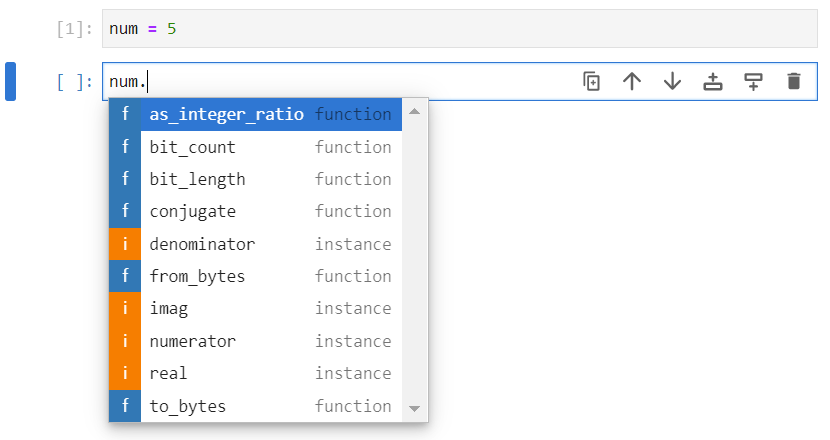 [1]: num = 5
[ ]: num.
f as_integer_ratio function
f bit_count function
f bit_length function
f conjugate function
i denominator instance
f from_bytes function
i imag instance
i numerator instance
i real instance
f to_bytes function